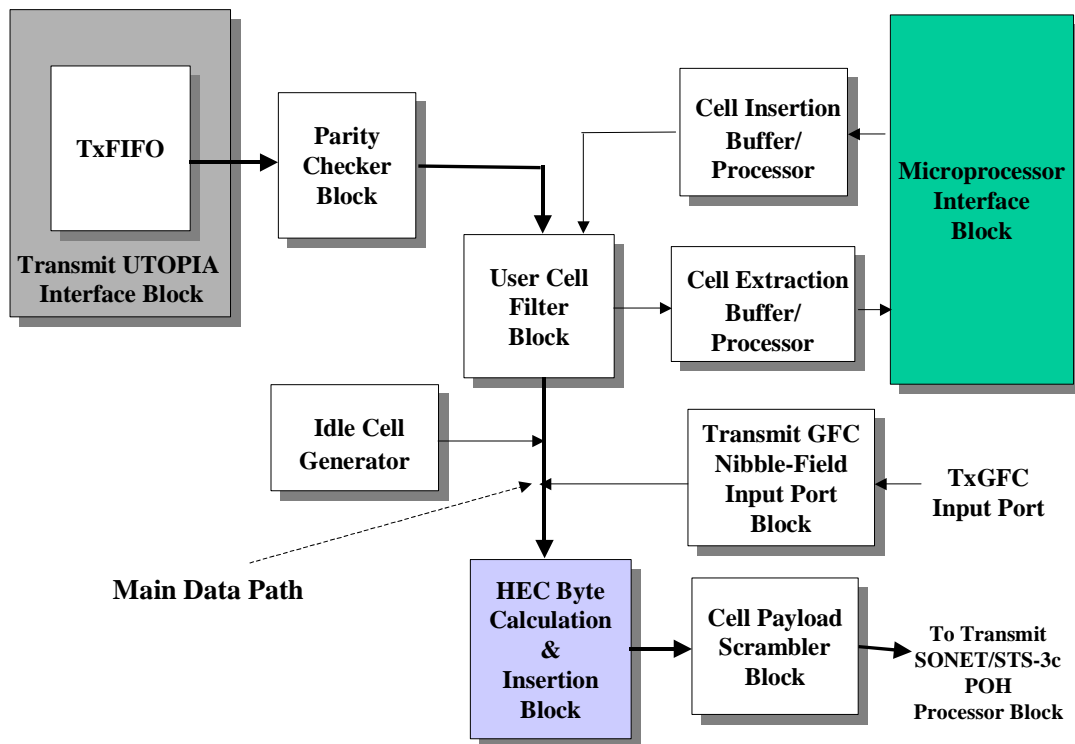 TxFIFO
Transmit UTOPIA
Interface Block
Parity
Checker
Block
Cell Insertion
Buffer/
Processor
Microprocessor
Interface
Block
User Cell
Filter
Block
Cell Extraction
Buffer/
Processor
Idle Cell
Generator
Transmit GFC
Nibble-Field
Input Port
Block
TxGFC
Input Port
Main Data Path
HEC Byte
Calculation
&
Insertion
Block
Cell Payload
Scrambler
Block
To Transmit
SONET/STS-3c
POH
Processor Block